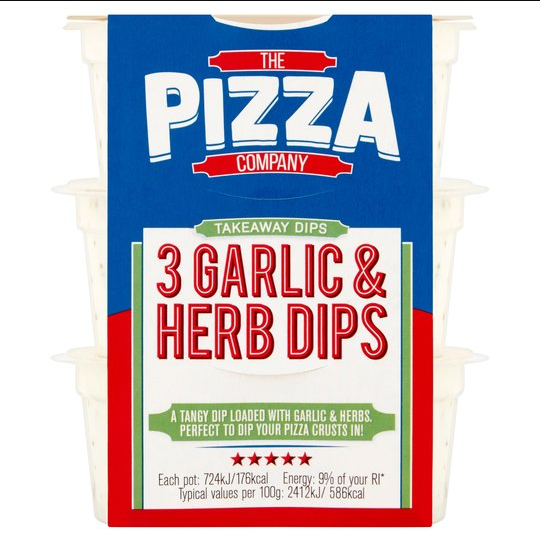 THE
PIZZA
COMPANY
TAKEAWAY DIPS
3 GARLIC &
HERB DIPS
A TANGY DIP LOADED WITH GARLIC & HERBS.
PERFECT TO DIP YOUR PIZZA CRUSTS IN!
Each pot: 724kJ/176kcal Energy: 9% of your RI*
Typical values per 100g: 2412kJ/ 586kcal